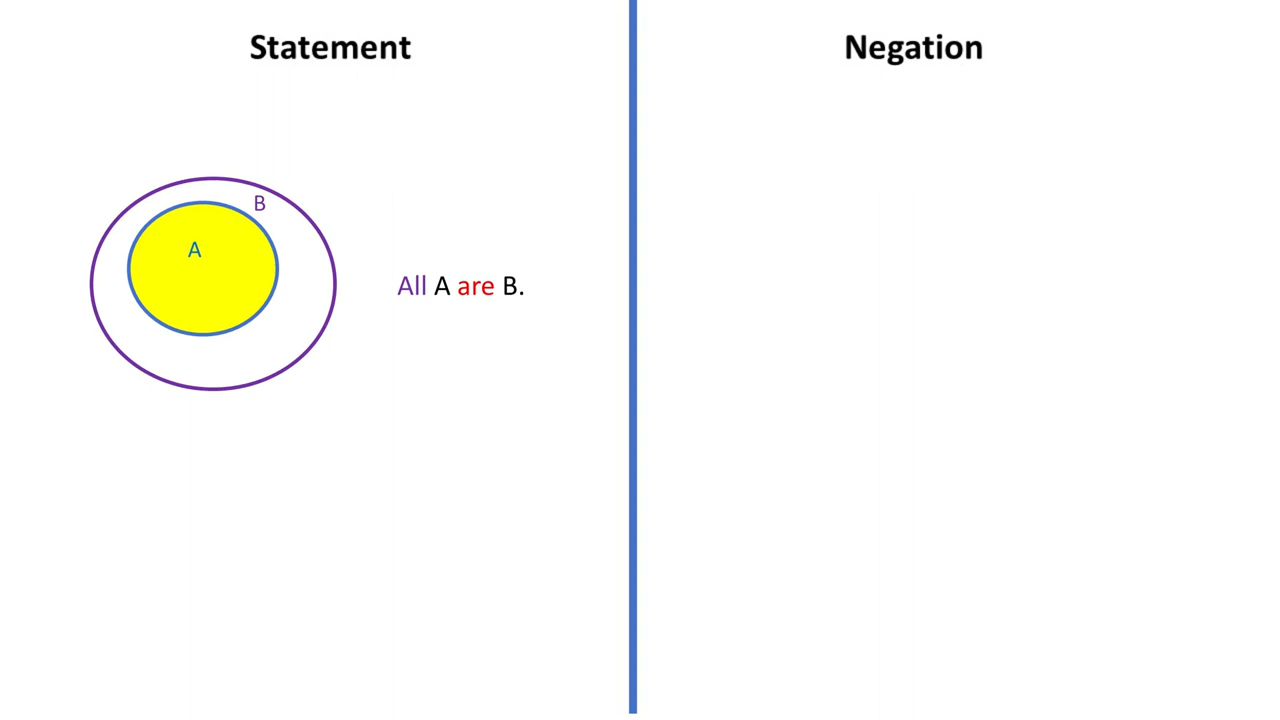 Statement
Negation
B
A
All A are B.